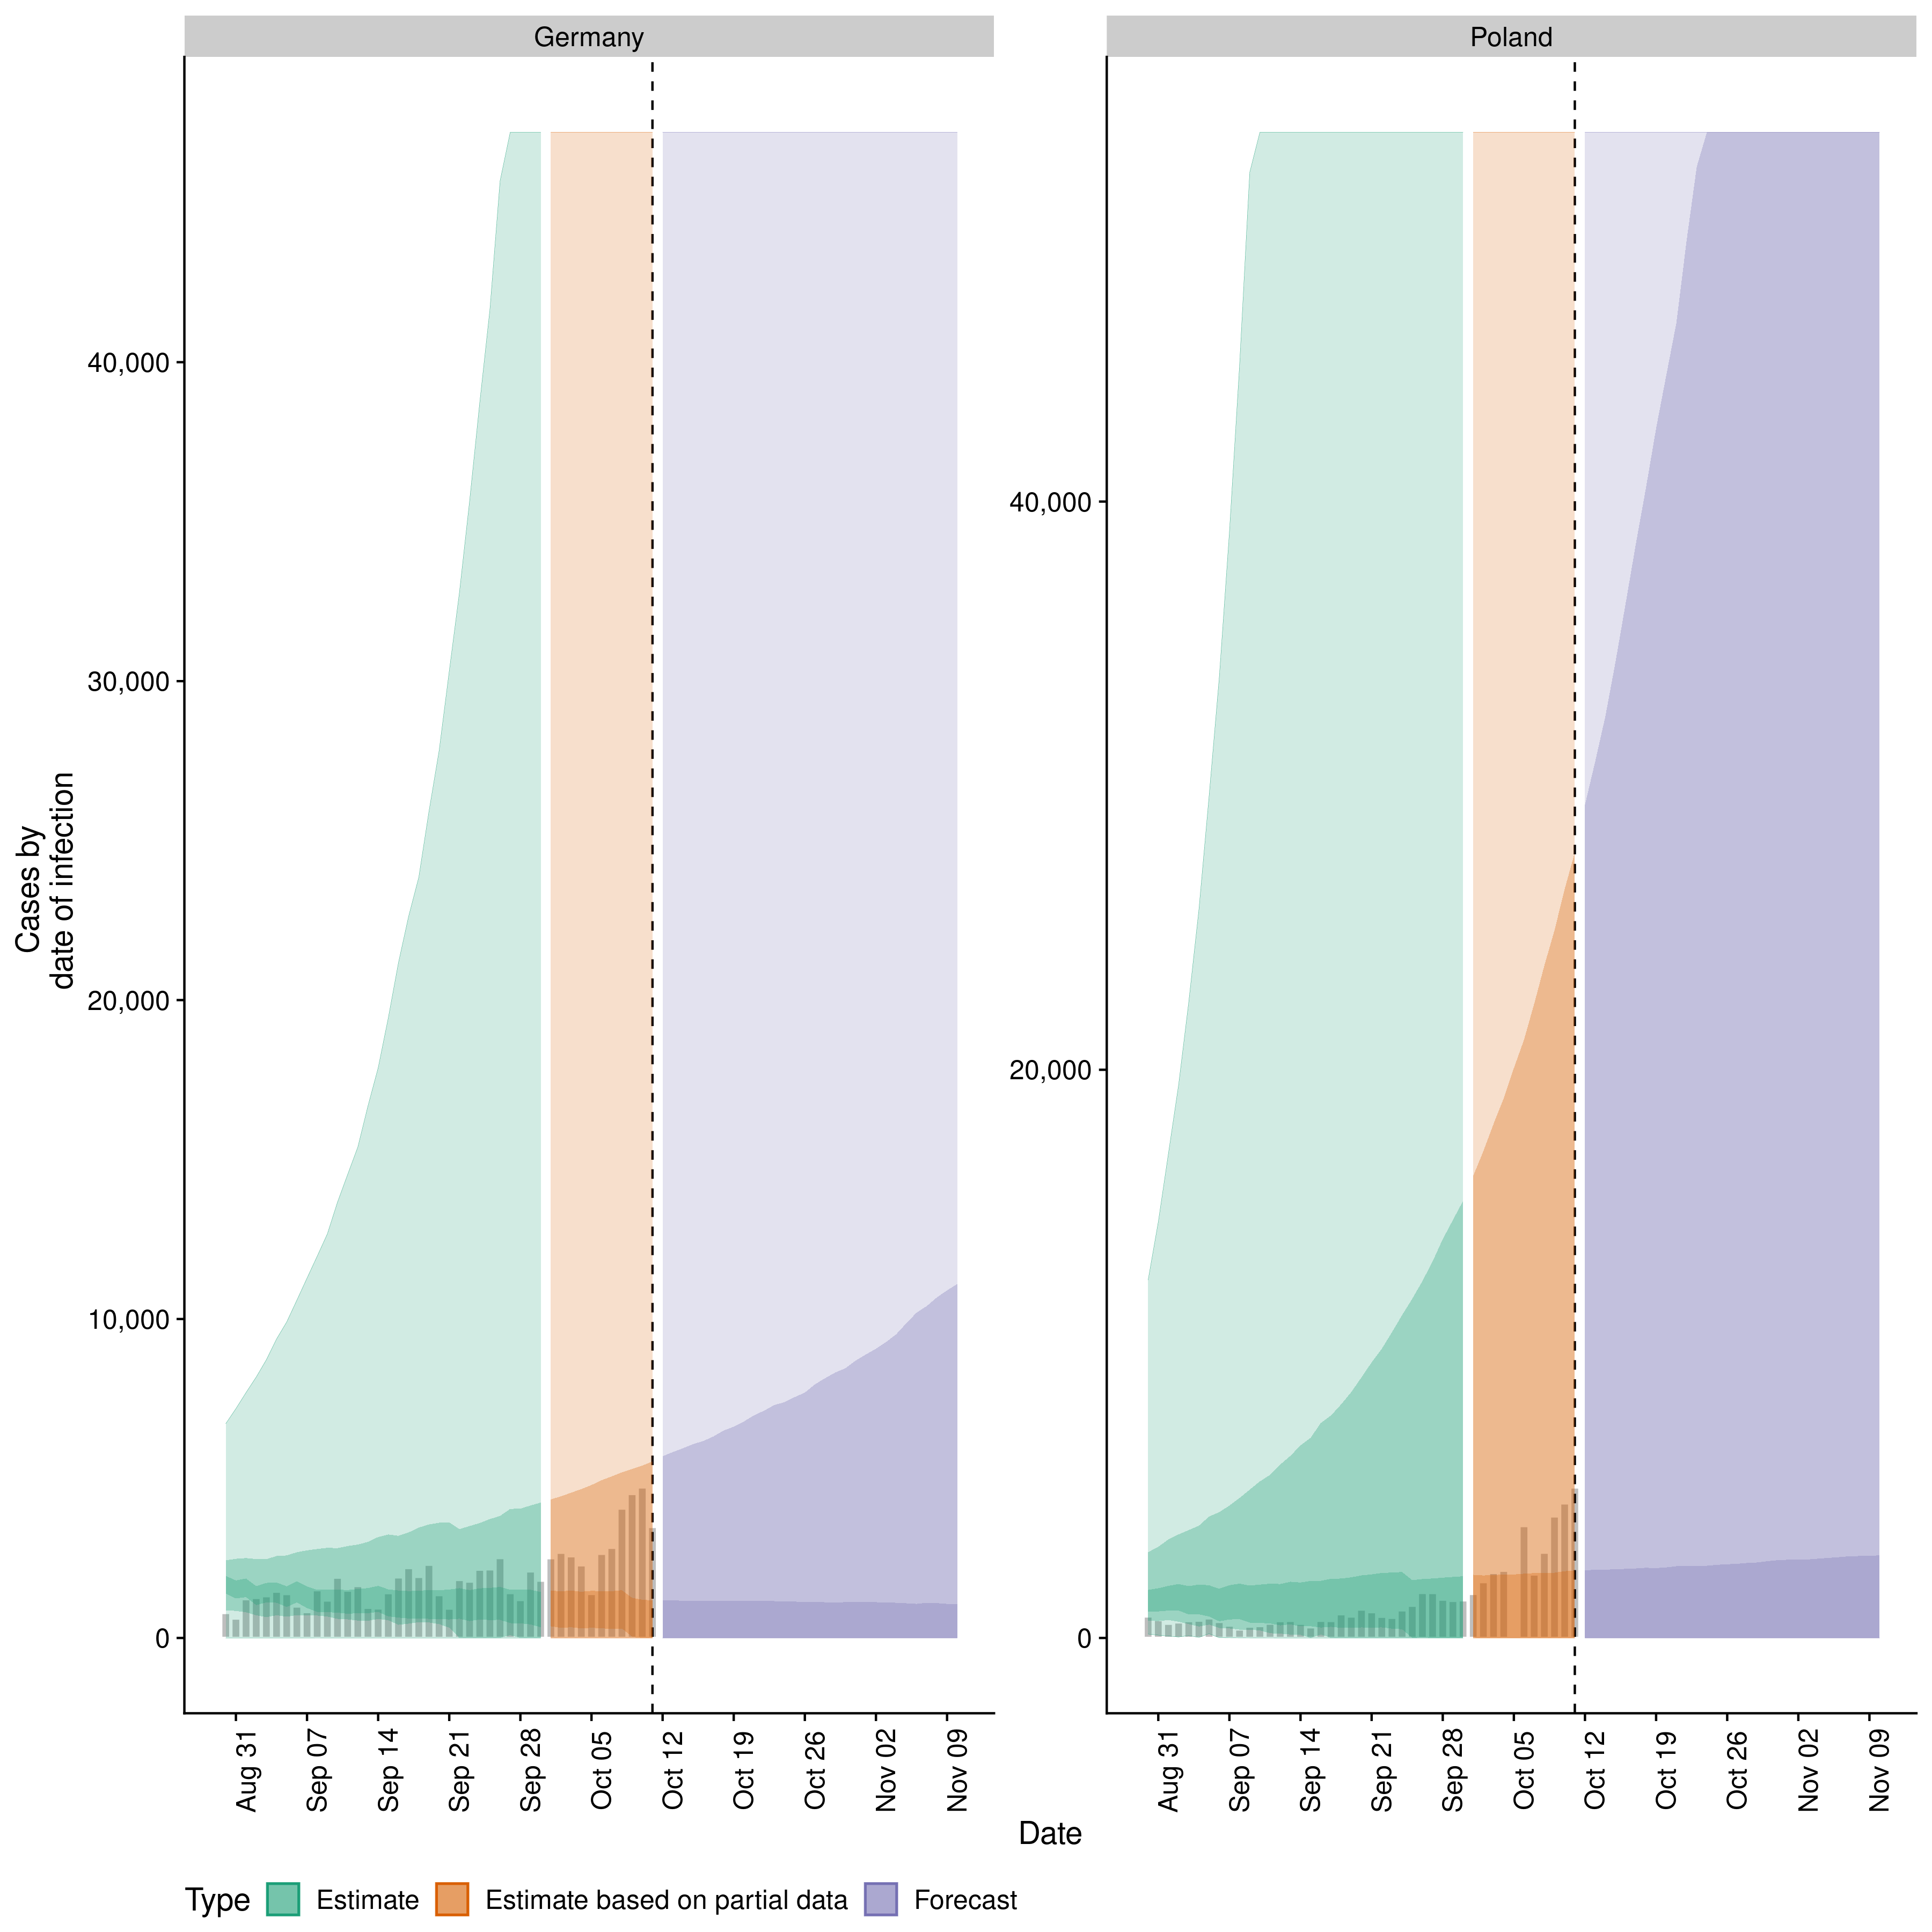 Germany
Poland
Cases by
date of infection
40,000
30,000
20,000
10,000
0
40,000
20,000
0
Aug 31
Sep 07
Sep 14
Sep 21
Sep 28
Oct 05
Oct 12
Oct 19
Oct 26
Nov 02
Nov 09
Aug 31
Sep 07
Sep 14
Sep 21
Sep 28
Oct 05
Oct 12
Oct 19
Oct 26
Nov 02
Nov 09
Date
Type Estimate Estimate based on partial data Forecast